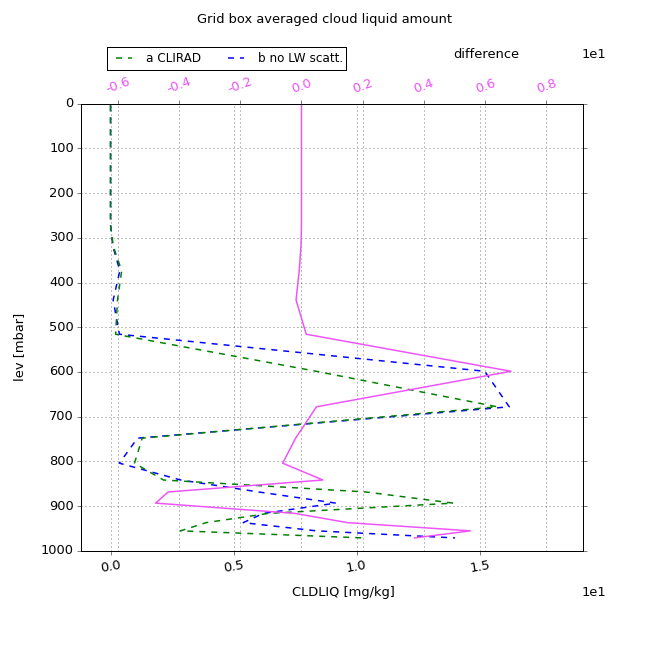 Grid box averaged cloud liquid amount
a CLIRAD b no LW scatt.
difference 1e1
-0.6 -0.4 -0.2 0.0 0.2 0.4 0.6 0.8
0
100
200
300
400
500
600
700
800
900
1000
lev [mbar]
0.0 0.5 1.0 1.5
CLDLIQ [mg/kg] 1e1